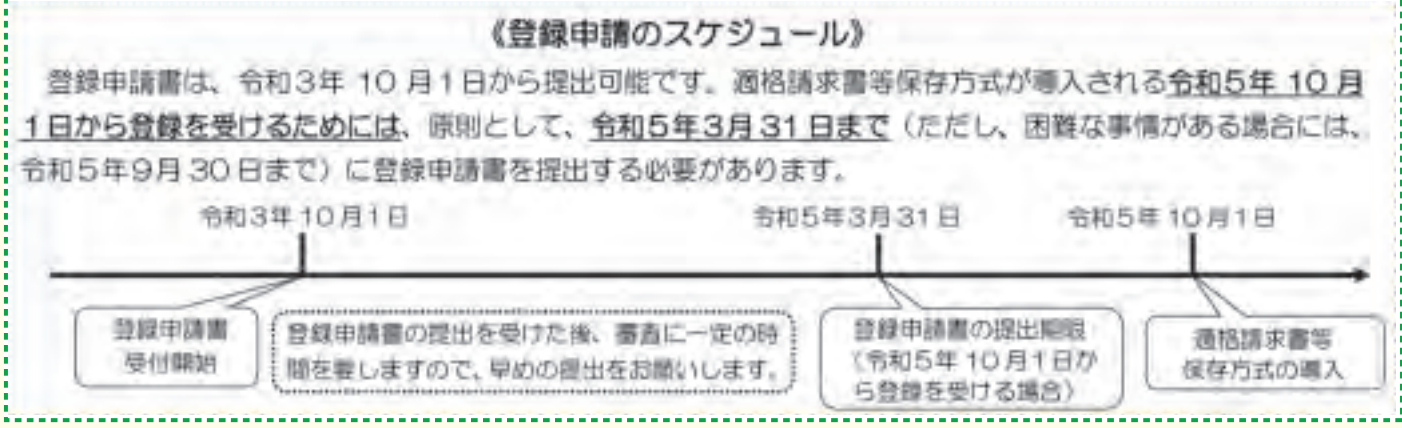 《登録申請のスケジュール》
登録申請書は、令和3年 10 月1日から提出可能です。適格請求書等保存方式が導入される令和5年 10 月
1日から登録を受けるためには、原則として、令和5年3月 31 日まで（ただし、困難な事情がある場合には、
令和5年9月 30 日まで）に登録申請書を提出する必要があります。
令和3年 10 月1日
令和5年3月 31 日
令和5年 10 月1日
登録申請書
受付開始
登録申請書の提出を受けた後、審査に一定の時
間を要しますので、早めの提出をお願いします。
登録申請書の提出期限
（令和5年 10 月1日か
ら登録を受ける場合）
適格請求書等
保存方式の導入